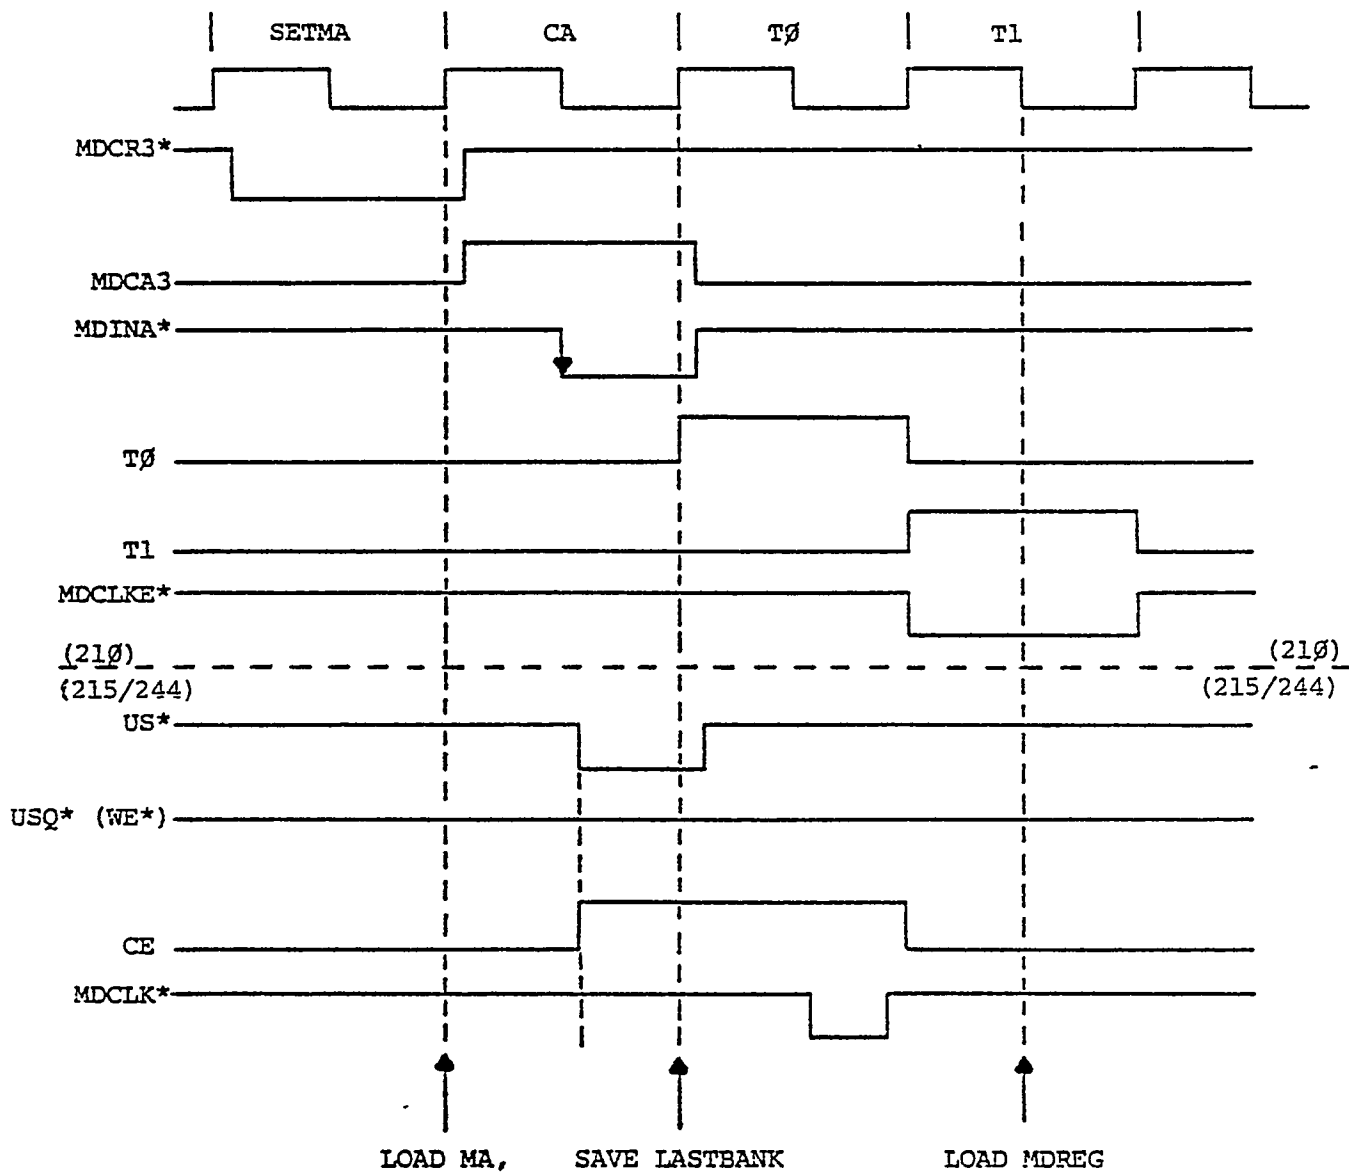 SETMA CA TØ T1
MDCR3*
MDCA3
MDINA*
TØ
T1
MDCLKE*
(21Ø) (21Ø)
(215/244) (215/244)
US*
USQ* (WE*)
CE
MDCLK*
LOAD MA, SAVE LASTBANK LOAD MDREG